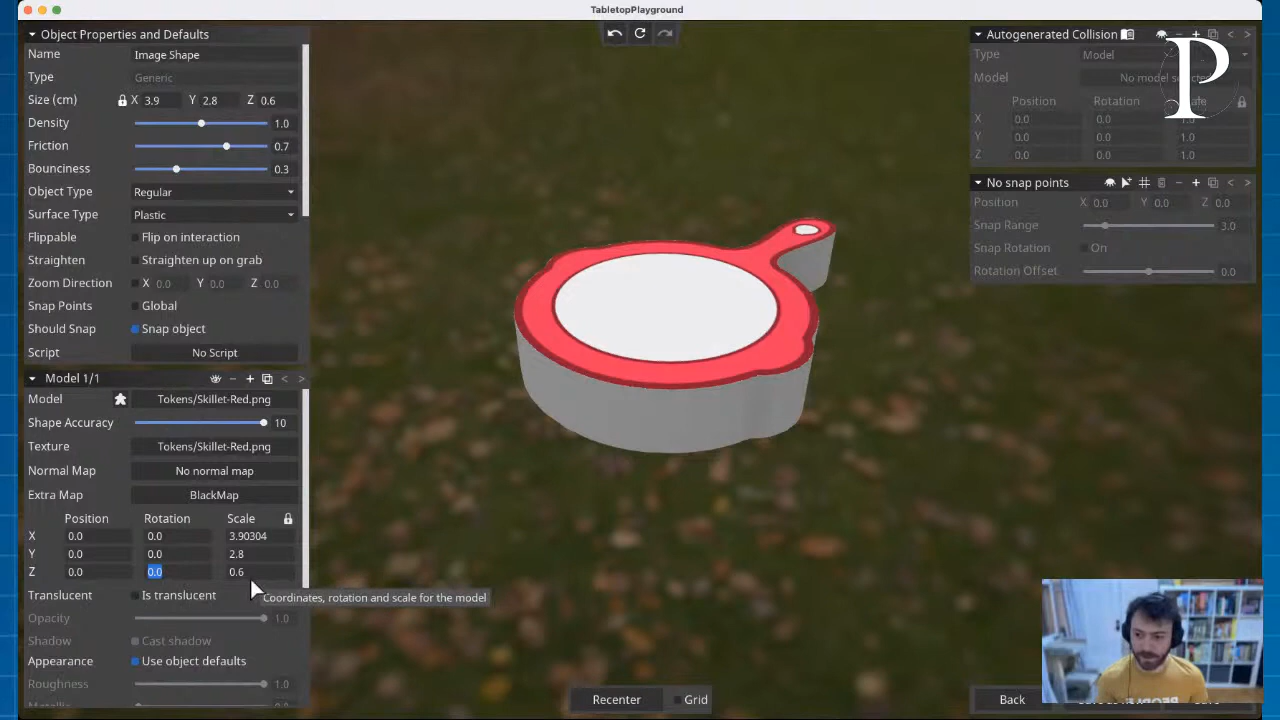 TabletopPlayground
Object Properties and Defaults
Name Image Shape
Type Generic
Size (cm) X 3.9 Y 2.8 Z 0.6
Density 1.0
Friction 0.7
Bounciness 0.3
Object Type Regular
Surface Type Plastic
Flippable Flip on interaction
Straighten Straighten up on grab
Zoom Direction X 0.0 Y 0.0 Z 0.0
Snap Points Global
Should Snap Snap object
Script No Script
Model 1/1
Model Tokens/Skillet-Red.png
Shape Accuracy 10
Texture Tokens/Skillet-Red.png
Normal Map No normal map
Extra Map BlackMap
Position Rotation Scale
X 0.0 0.0 3.90304
Y 0.0 0.0 2.8
Z 0.0 0.0 0.6
Translucent Is translucent
Coordinates, rotation and scale for the model
Opacity 1.0
Shadow Cast shadow
Appearance Use object defaults
Roughness 1.0
Recenter Grid
Autogenerated Collision
Type Model
Model No model selected
P
Position Rotation
X 0.0 0.0 1.0
Y 0.0 0.0 1.0
Z 0.0 0.0 1.0
No snap points
Position X 0.0 Y 0.0 Z 0.0
Snap Range 3.0
Snap Rotation On
Rotation Offset 0.0
Back